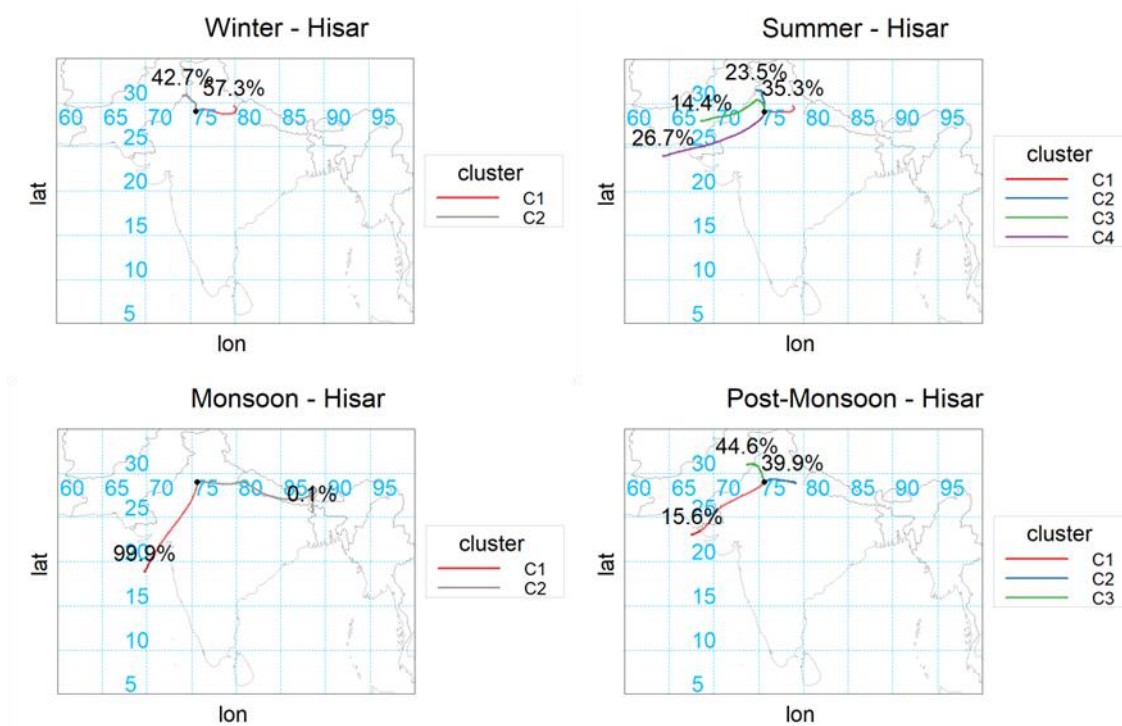 Winter - Hisar
42.7%
57.3%
30
60 65 70 75 80 85 90 95
25
20
15
10
5
lat
lon
cluster
C1
C2
Summer - Hisar
23.5%
35.3%
14.4%
30
60 65 70 75 80 85 90 95
26.7%
25
20
15
10
5
lat
lon
cluster
C1
C2
C3
C4
Monsoon - Hisar
30
60 65 70 75 80 85 90 95
0.1%
25
99.9%
20
15
10
5
lat
lon
cluster
C1
C2
Post-Monsoon - Hisar
44.6%
39.9%
30
60 65 70 75 80 85 90 95
15.6%
25
20
15
10
5
lat
lon
cluster
C1
C2
C3